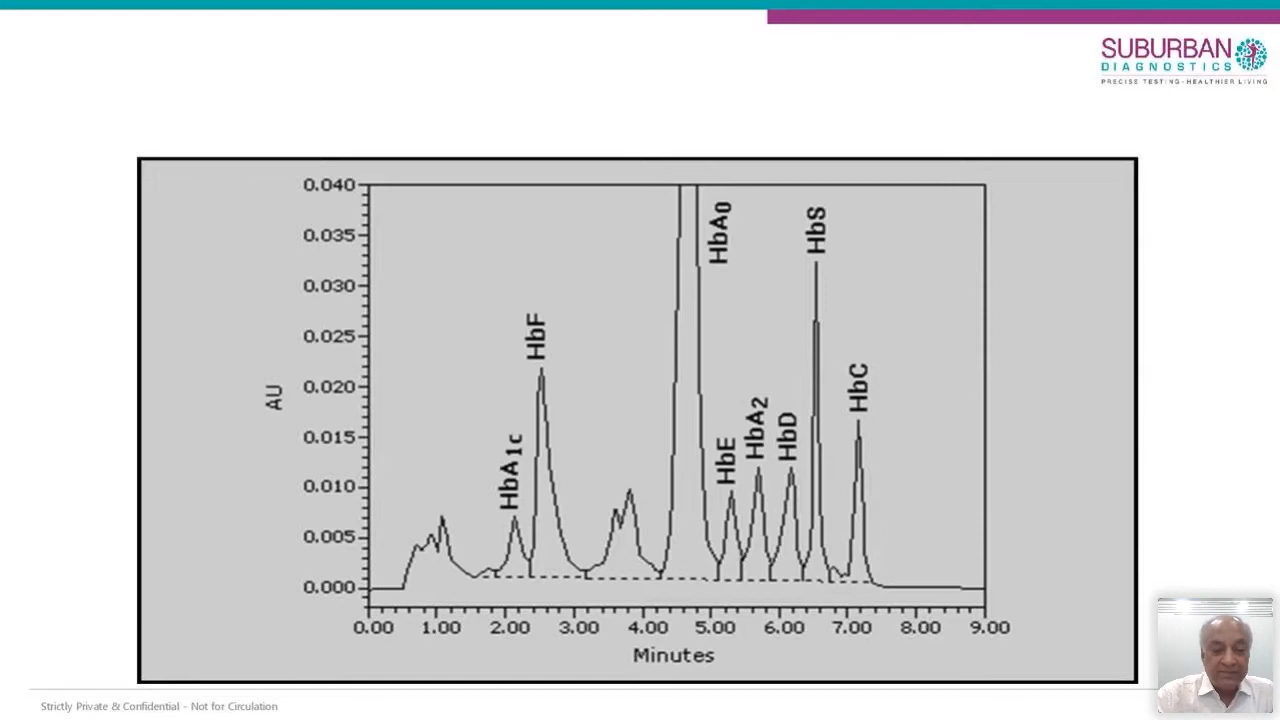 SUBURBAN
DIAGNOSTICS
PRECISE TESTING-HEALTHIER LIVING
0.040
0.035
0.030
0.025
0.020
0.015
0.010
0.005
0.000
AU
HbA1c
HbF
HbA0
HbE
HbA2
HbD
HbS
HbC
0.00 1.00 2.00 3.00 4.00 5.00 6.00 7.00 8.00 9.00
Minutes
Strictly Private & Confidential - Not for Circulation